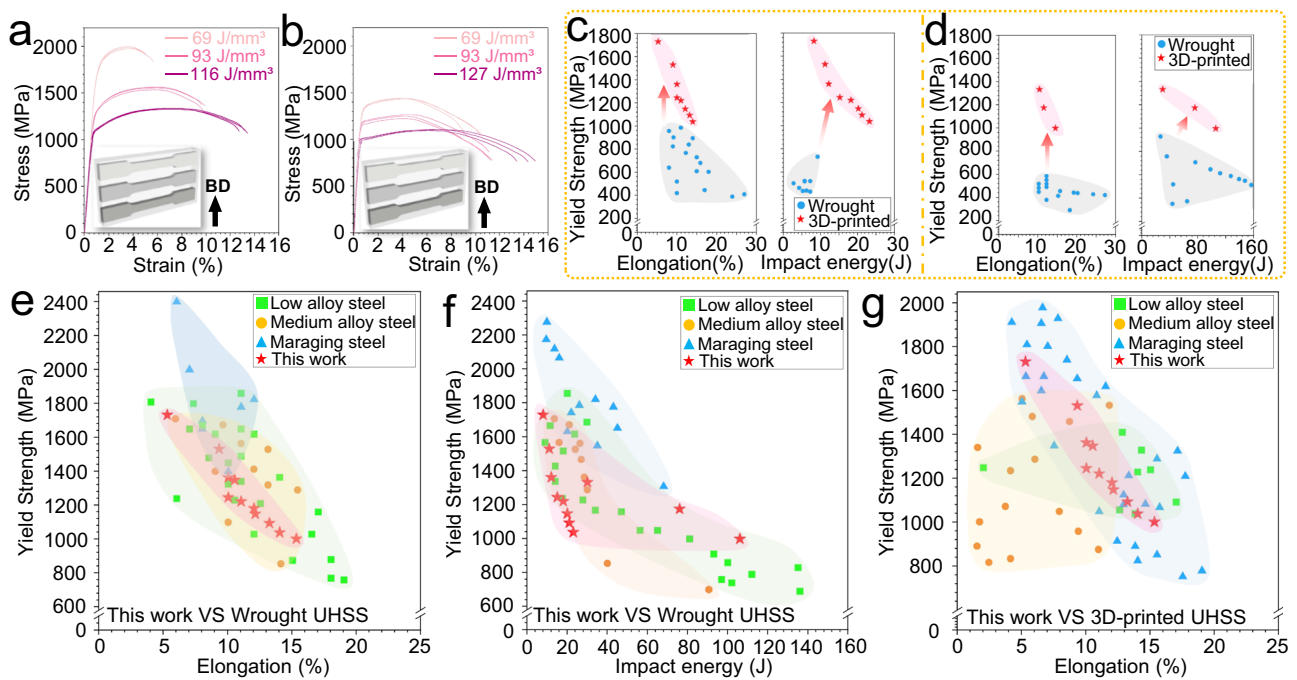 a
2000
1500
1000
500
0
Stress (MPa)
69 J/mm³
93 J/mm³
116 J/mm³
BD
0 2 4 6 8 10 12 14 16
Strain (%)
b
2000
1500
1000
500
0
Stress (MPa)
69 J/mm³
93 J/mm³
127 J/mm³
BD
0 2 4 6 8 10 12 14 16
Strain (%)
c
Yield Strength (MPa)
1800
1600
1400
1200
1000
800
600
400
200
0
0 10 20 30
Elongation(%)
Wrought
3D-printed
0 10 20 30
Impact energy(J)
d
Yield Strength (MPa)
1800
1600
1400
1200
1000
800
600
400
200
0
0 10 20 30
Elongation(%)
Wrought
3D-printed
0 40 80 120 160
Impact energy(J)
e
Yield Strength (MPa)
2400
2200
2000
1800
1600
1400
1200
1000
800
600
0
Low alloy steel
Medium alloy steel
Maraging steel
This work
This work VS Wrought UHSS
0 5 10 15 20 25
Elongation (%)
f
Yield Strength (MPa)
2400
2200
2000
1800
1600
1400
1200
1000
800
600
0
Low alloy steel
Medium alloy steel
Maraging steel
This work
This work VS Wrought UHSS
0 20 40 60 80 100 120 140 160
Impact energy (J)
g
Yield Strength (MPa)
2000
1800
1600
1400
1200
1000
800
600
0
Low alloy steel
Medium alloy steel
Maraging steel
This work
This work VS 3D-printed UHSS
0 5 10 15 20 25
Elongation (%)